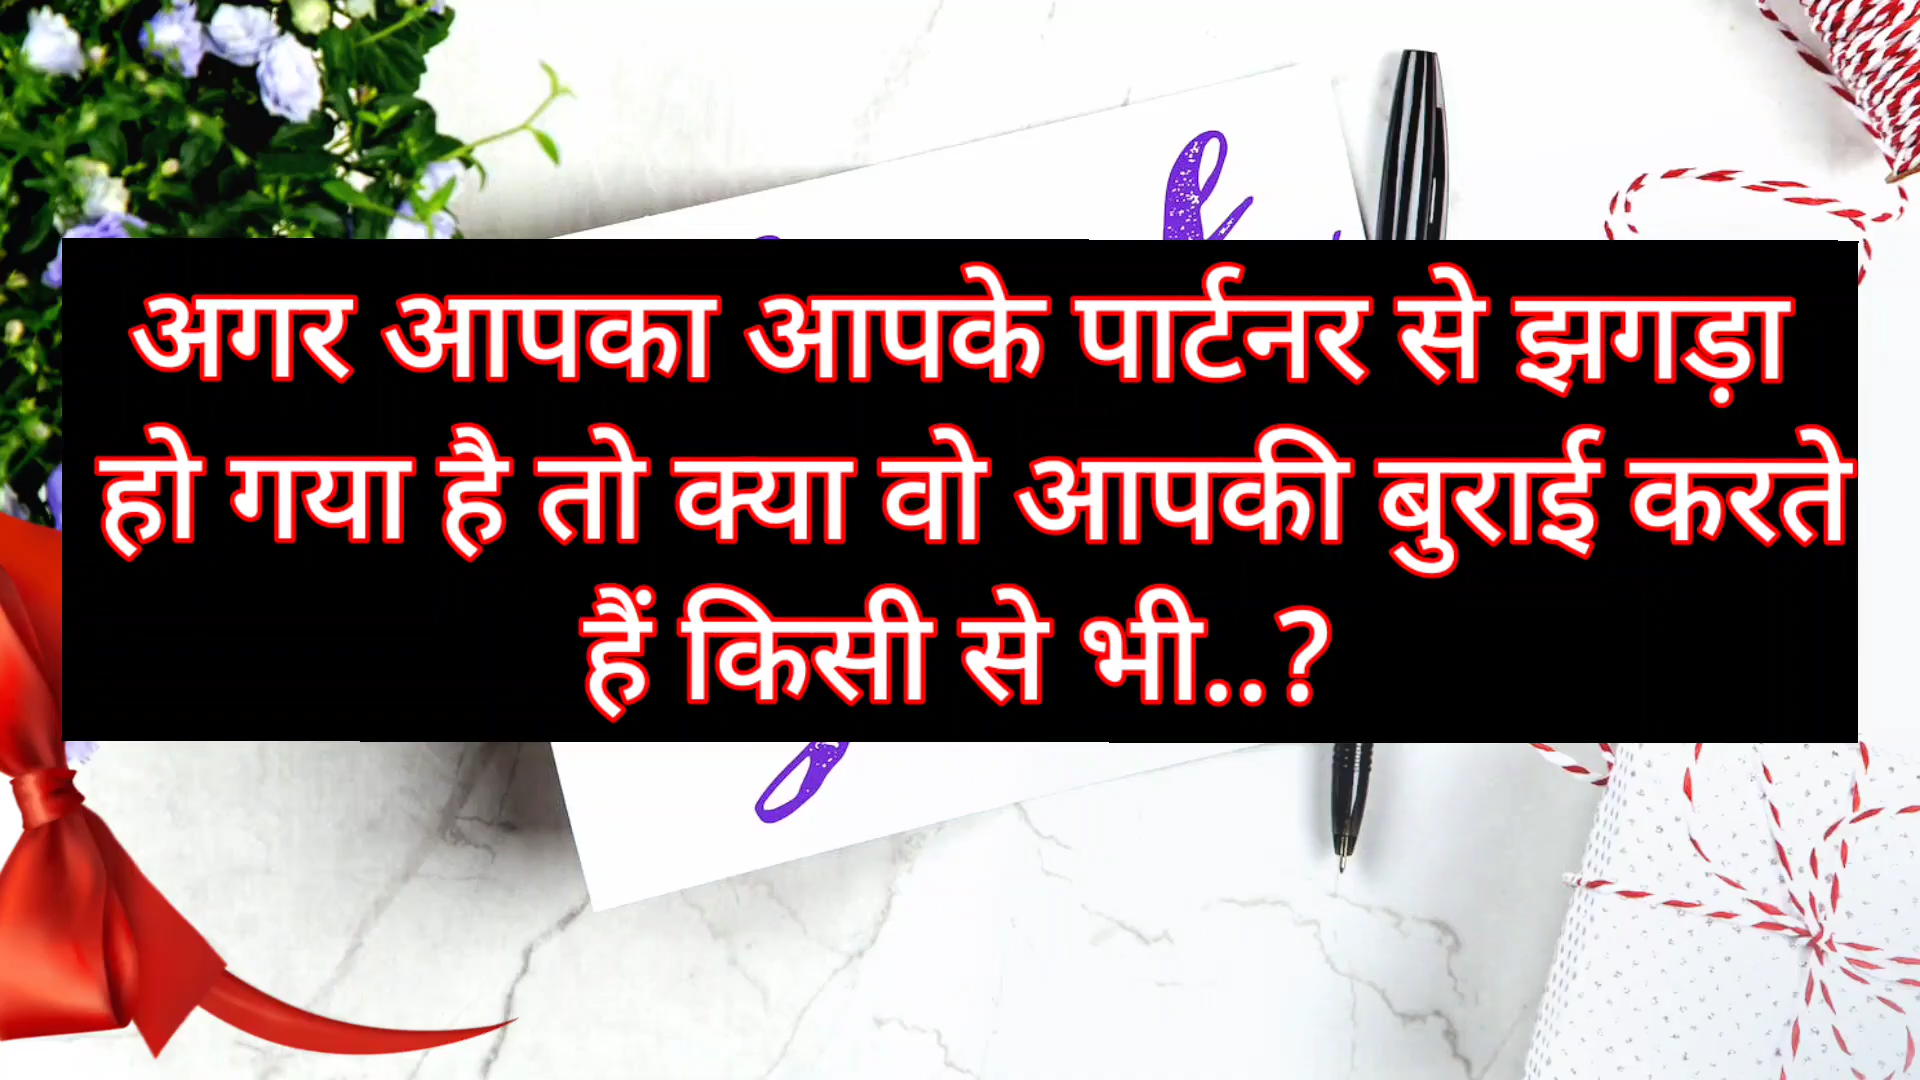 अगर आपका आपके पार्टनर से झगड़ा
हो गया है तो क्या वो आपकी बुराई करते
हैं किसी से भी..?